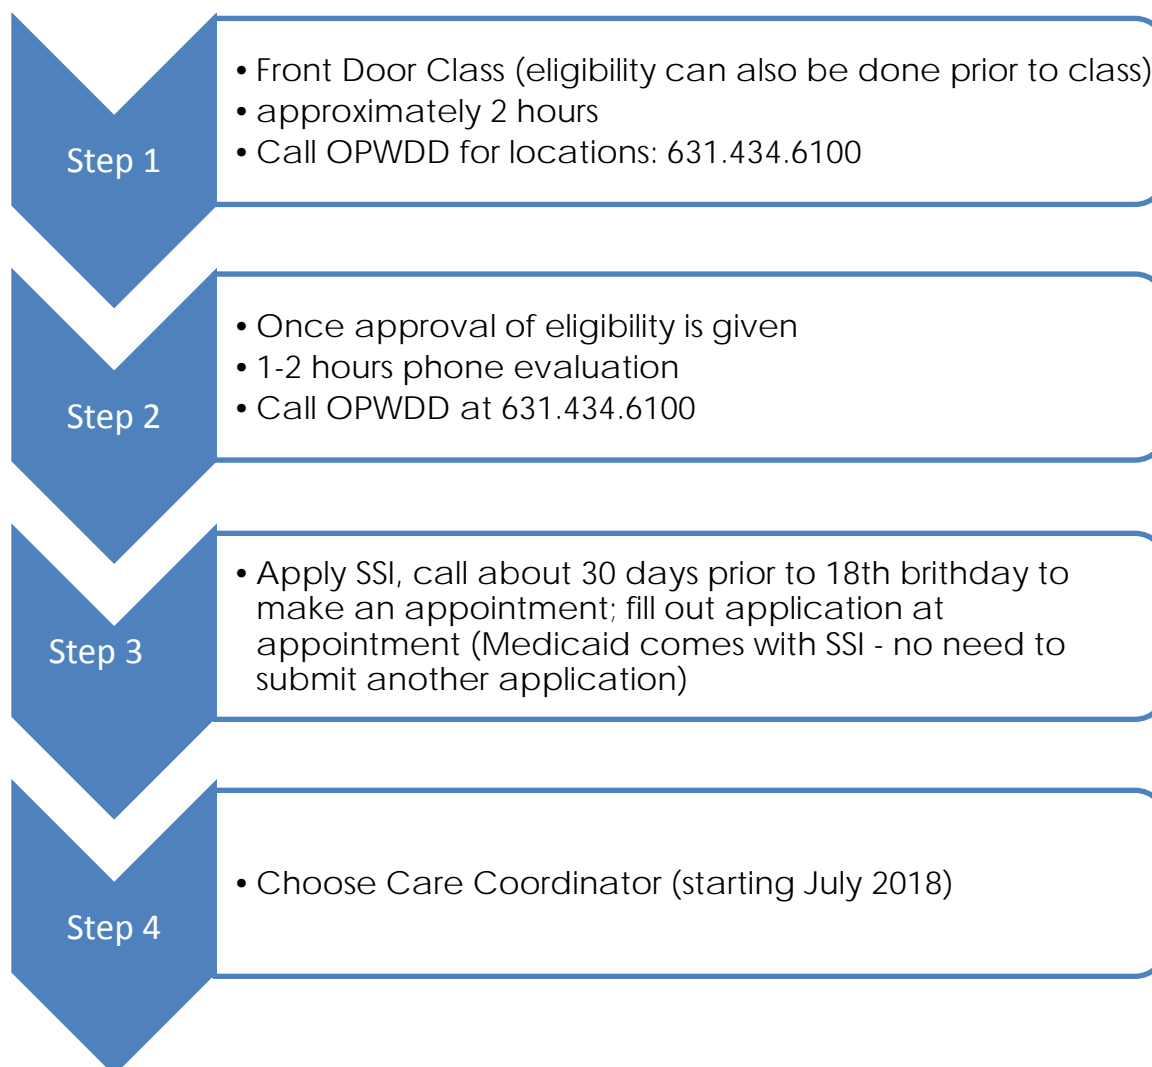 Step 1
• Front Door Class (eligibility can also be done prior to class)
• approximately 2 hours
• Call OPWDD for locations: 631.434.6100
Step 2
• Once approval of eligibility is given
• 1-2 hours phone evaluation
• Call OPWDD at 631.434.6100
Step 3
• Apply SSI, call about 30 days prior to 18th brithday to
make an appointment; fill out application at
appointment (Medicaid comes with SSI - no need to
submit another application)
Step 4
• Choose Care Coordinator (starting July 2018)